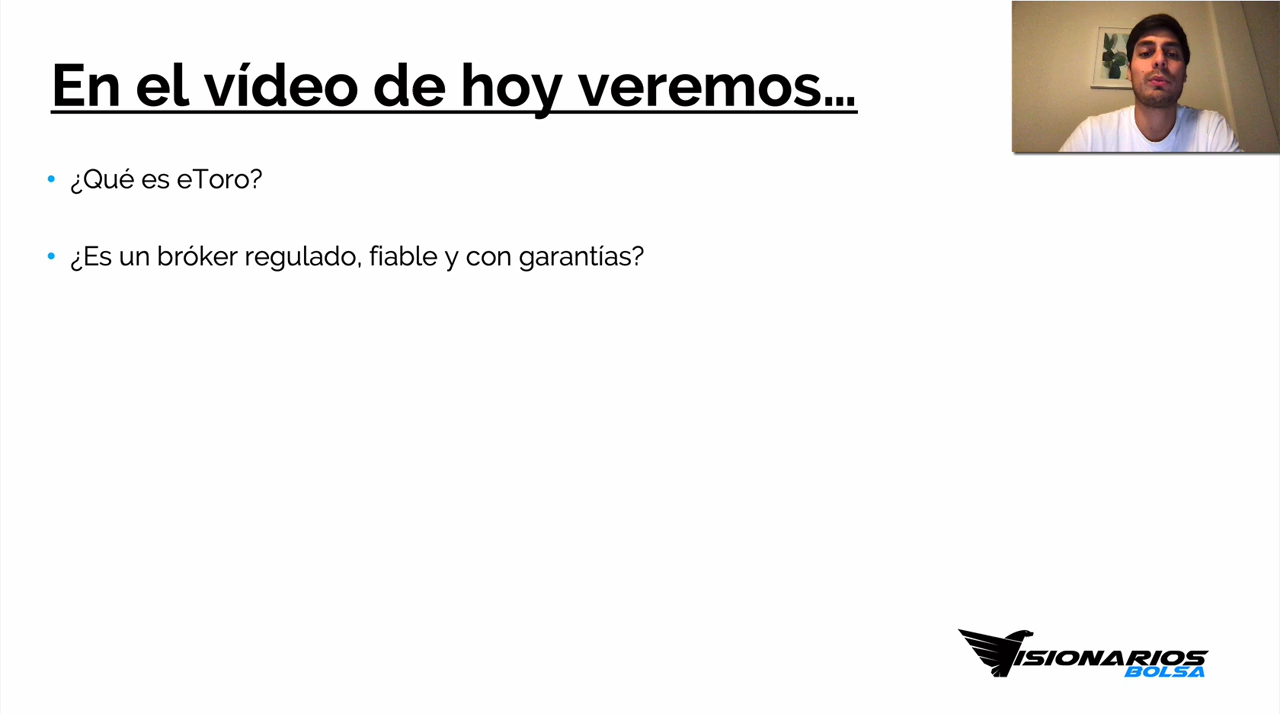 En el vídeo de hoy veremos...
• ¿Qué es eToro?
• ¿Es un bróker regulado, fiable y con garantías?
VISIONARIOS
BOLSA